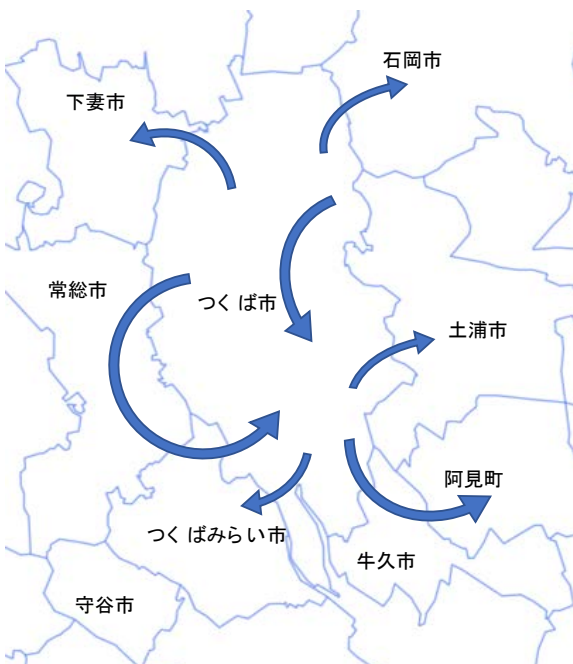 石岡市
下妻市
常総市
つくば市
土浦市
阿見町
つくばみらい市
牛久市
守谷市